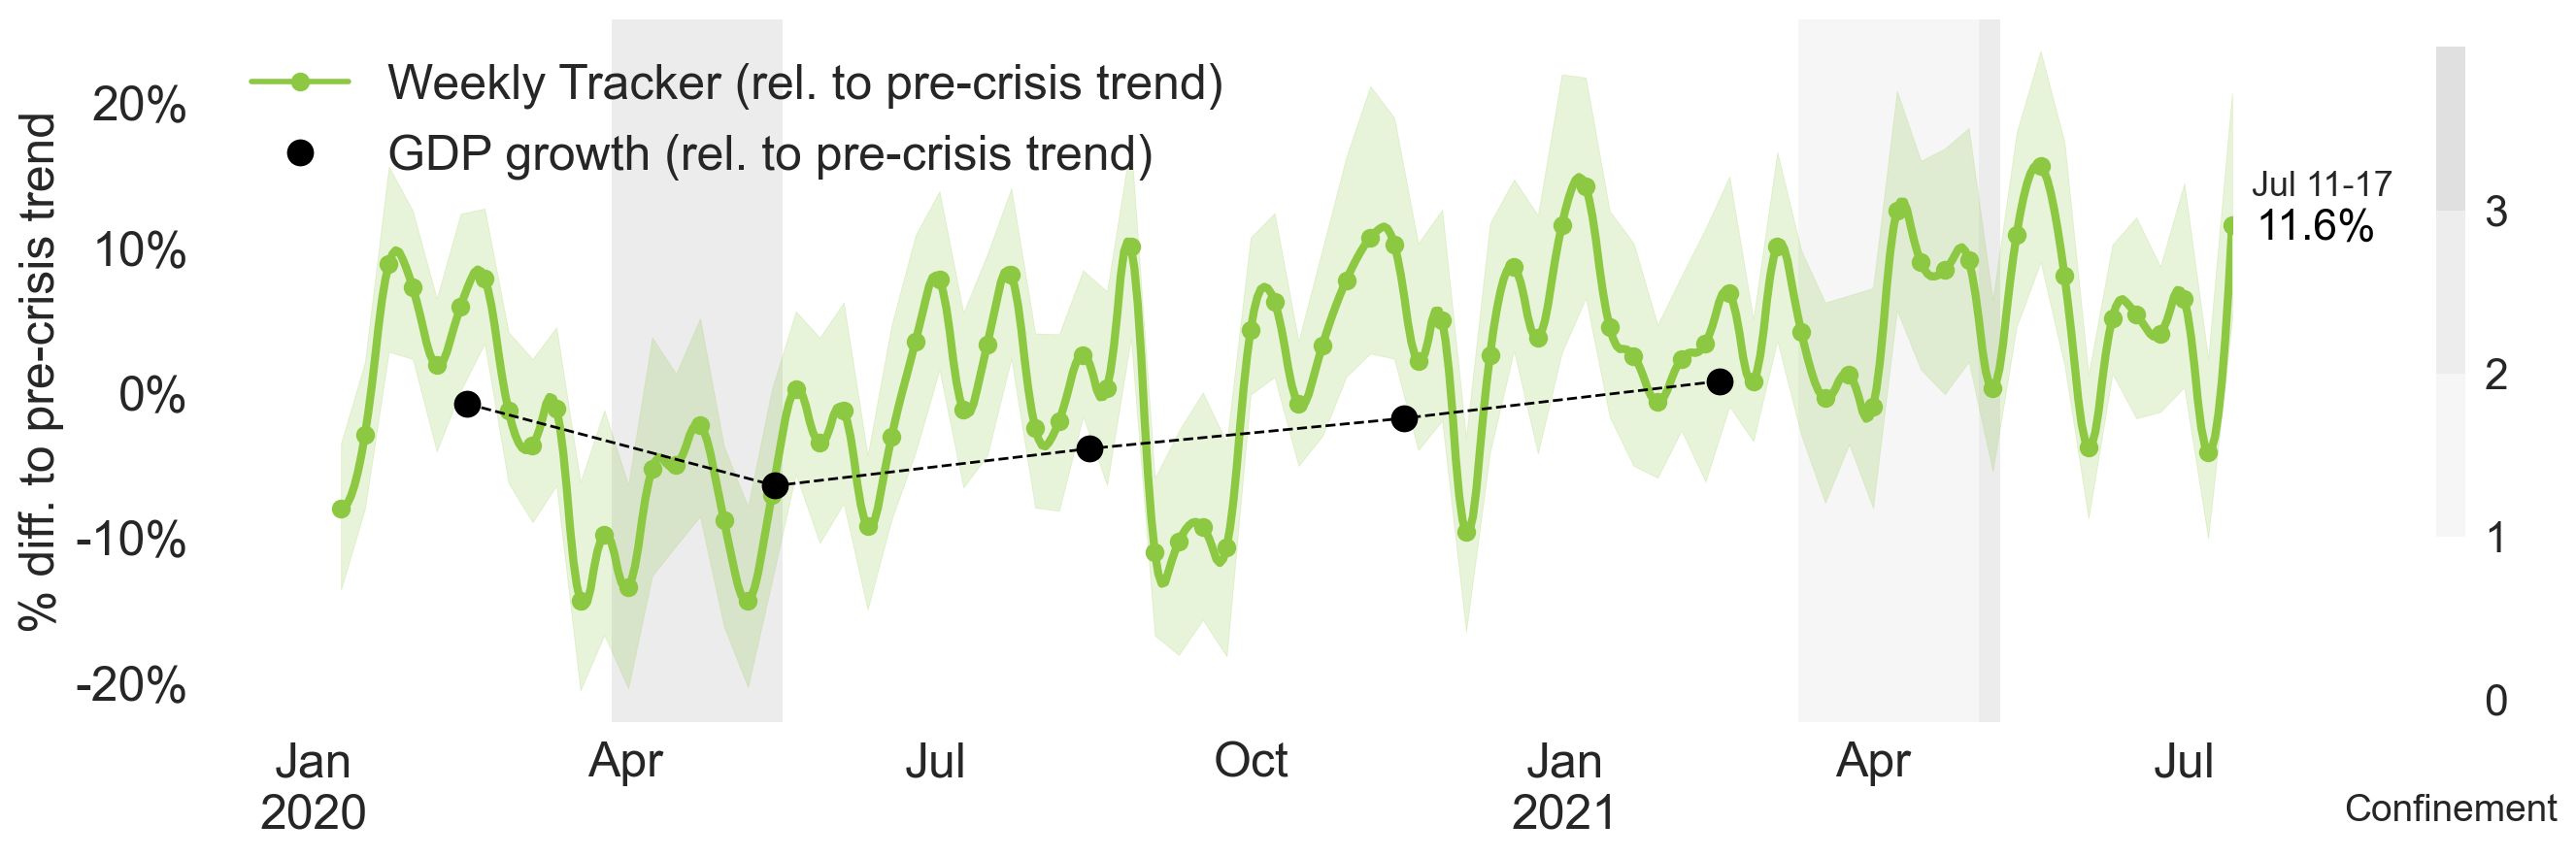 Weekly Tracker (rel. to pre-crisis trend)
GDP growth (rel. to pre-crisis trend)
% diff. to pre-crisis trend
20%
10%
0%
-10%
-20%
Jan
2020
Apr
Jul
Oct
Jan
2021
Apr
Jul
Jul 11-17
11.6%
3
2
1
0
Confinement